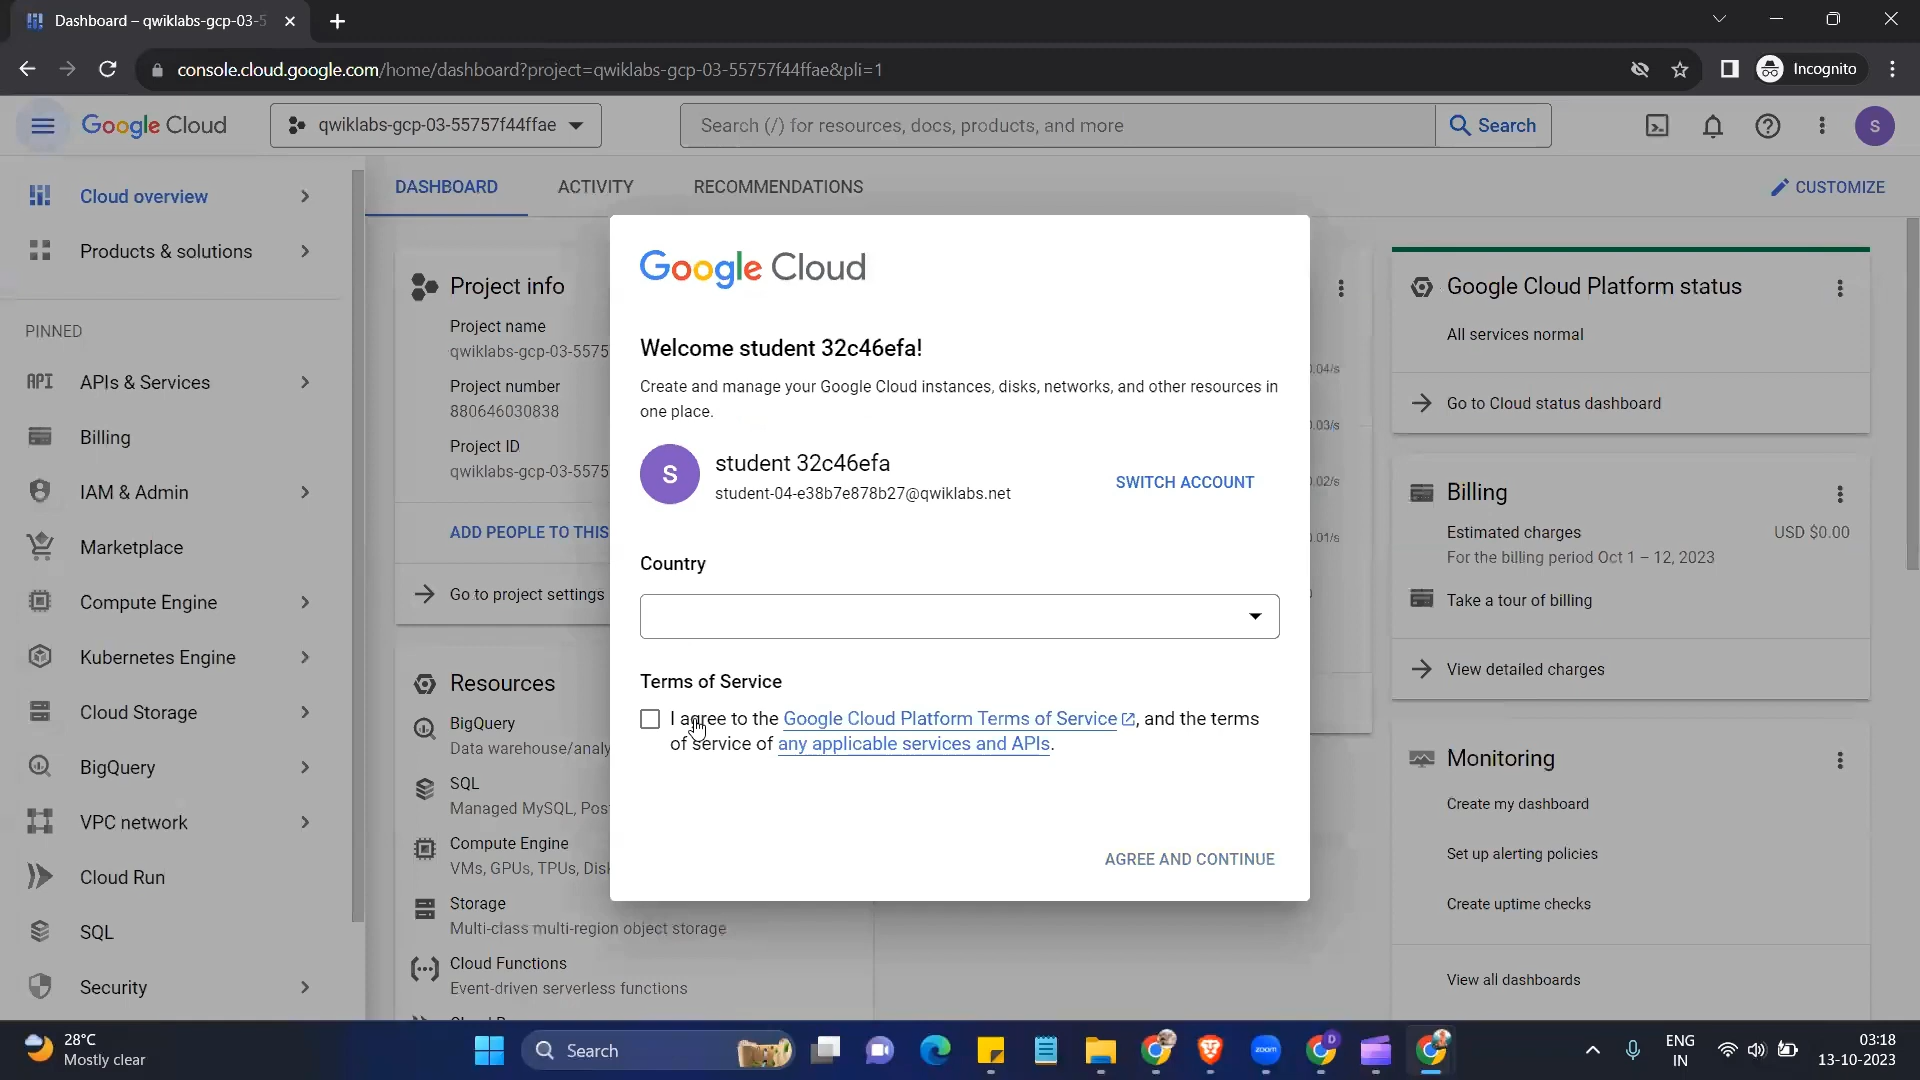 Dashboard – qwiklabs-gcp-03-5
console.cloud.google.com/home/dashboard?project=qwiklabs-gcp-03-55757f44ffae&pli=1
Incognito
Google Cloud
qwiklabs-gcp-03-55757f44ffae
Search (/) for resources, docs, products, and more
Search
S
Cloud overview
Products & solutions
PINNED
API APIs & Services
Billing
IAM & Admin
Marketplace
Compute Engine
Kubernetes Engine
Cloud Storage
BigQuery
VPC network
Cloud Run
SQL
Security
DASHBOARD
ACTIVITY
RECOMMENDATIONS
CUSTOMIZE
Project info
Project name
qwiklabs-gcp-03-5575
Project number
880646030838
Project ID
qwiklabs-gcp-03-5575
ADD PEOPLE TO THIS
Go to project settings
Resources
BigQuery
Data warehouse/analy
SQL
Managed MySQL, Pos
Compute Engine
VMs, GPUs, TPUs, Disk
Storage
Multi-class multi-region object storage
Cloud Functions
Event-driven serverless functions
Google Cloud
Welcome student 32c46efa!
Create and manage your Google Cloud instances, disks, networks, and other resources in
one place.
S
student 32c46efa
student-04-e38b7e878b27@qwiklabs.net
SWITCH ACCOUNT
Country
Terms of Service
I agree to the Google Cloud Platform Terms of Service, and the terms
of service of any applicable services and APIs.
AGREE AND CONTINUE
0.04/s
0.03/s
0.02/s
0.01/s
Google Cloud Platform status
All services normal
Go to Cloud status dashboard
Billing
Estimated charges
USD $0.00
For the billing period Oct 1 – 12, 2023
Take a tour of billing
View detailed charges
Monitoring
Create my dashboard
Set up alerting policies
Create uptime checks
View all dashboards
28°C
Mostly clear
Search
zoom
D
ENG
IN
03:18
13-10-2023